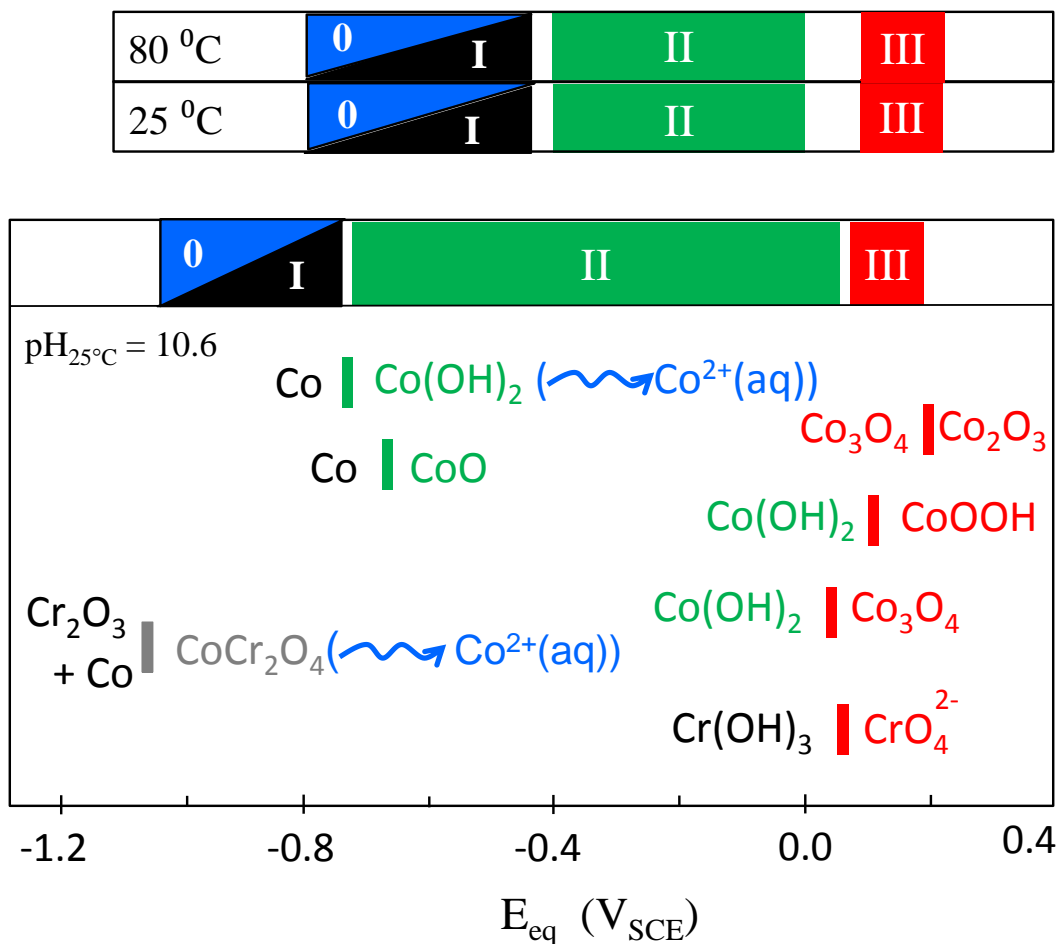 80 ⁰C 0 I II III
25 ⁰C 0 I II III
0 I II III
pH₂₅°C = 10.6
Co Co(OH)₂ ( Co²⁺(aq))
Co₃O₄ Co₂O₃
Co CoO
Co(OH)₂ CoOOH
Co(OH)₂ Co₃O₄
Cr₂O₃
+ Co CoCr₂O₄( Co²⁺(aq))
Cr(OH)₃ CrO₄²⁻
-1.2 -0.8 -0.4 0.0 0.4
Eeq (VSCE)